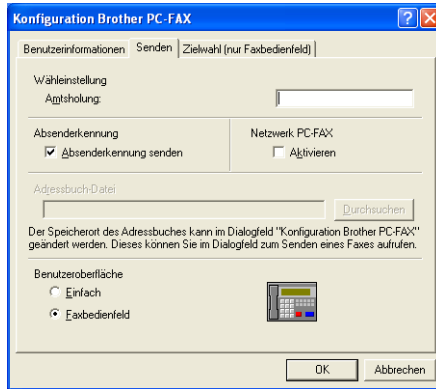 Konfiguration Brother PC-FAX
Benutzerinformationen Senden Zielwahl (nur Faxbedienfeld)
Wähleinstellung
Amtsholung:
Absenderkennung Netzwerk PC-FAX
Absenderkennung senden Aktivieren
Adressbuch-Datei
Durchsuchen
Der Speicherort des Adressbuches kann im Dialogfeld "Konfiguration Brother PC-FAX"
geändert werden. Dieses können Sie im Dialogfeld zum Senden eines Faxes aufrufen.
Benutzeroberfläche
Einfach
Faxbedienfeld
OK Abbrechen